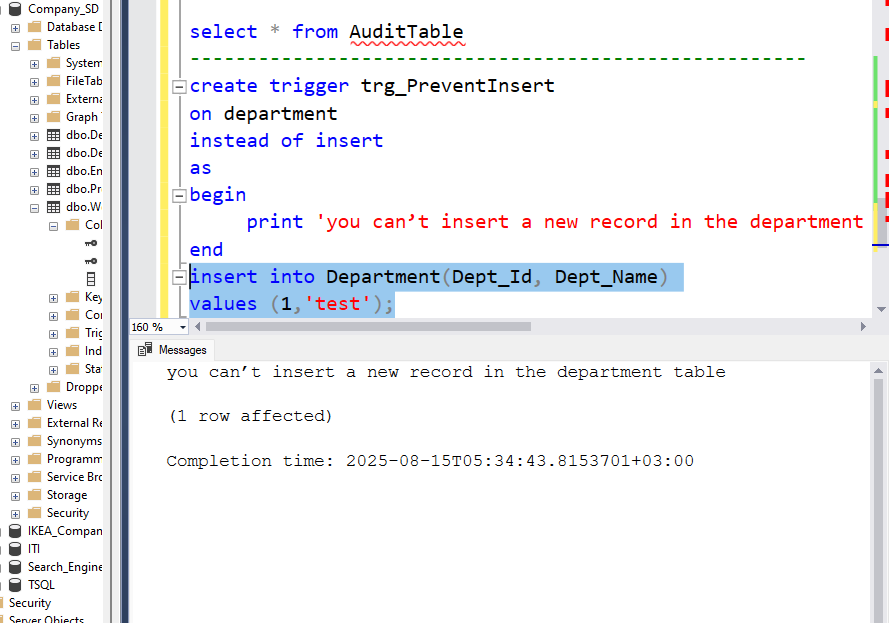 Company_SD
Database D
Tables
System
FileTab
Externa
Graph
dbo.De
dbo.De
dbo.En
dbo.Pr
dbo.W
Col
Key
Con
Trig
Ind
Sta
Droppe
Views
External Re
Synonyms
Programm
Service Bro
Storage
Security
IKEA_Compan
ITI
Search_Engine
TSQL
Security
Server Objects
select * from AuditTable
------------------------------------------------------
create trigger trg_PreventInsert
on department
instead of insert
as
begin
print 'you can’t insert a new record in the department
end
insert into Department(Dept_Id, Dept_Name)
values (1,'test');
160 %
Messages
you can’t insert a new record in the department table
(1 row affected)
Completion time: 2025-08-15T05:34:43.8153701+03:00